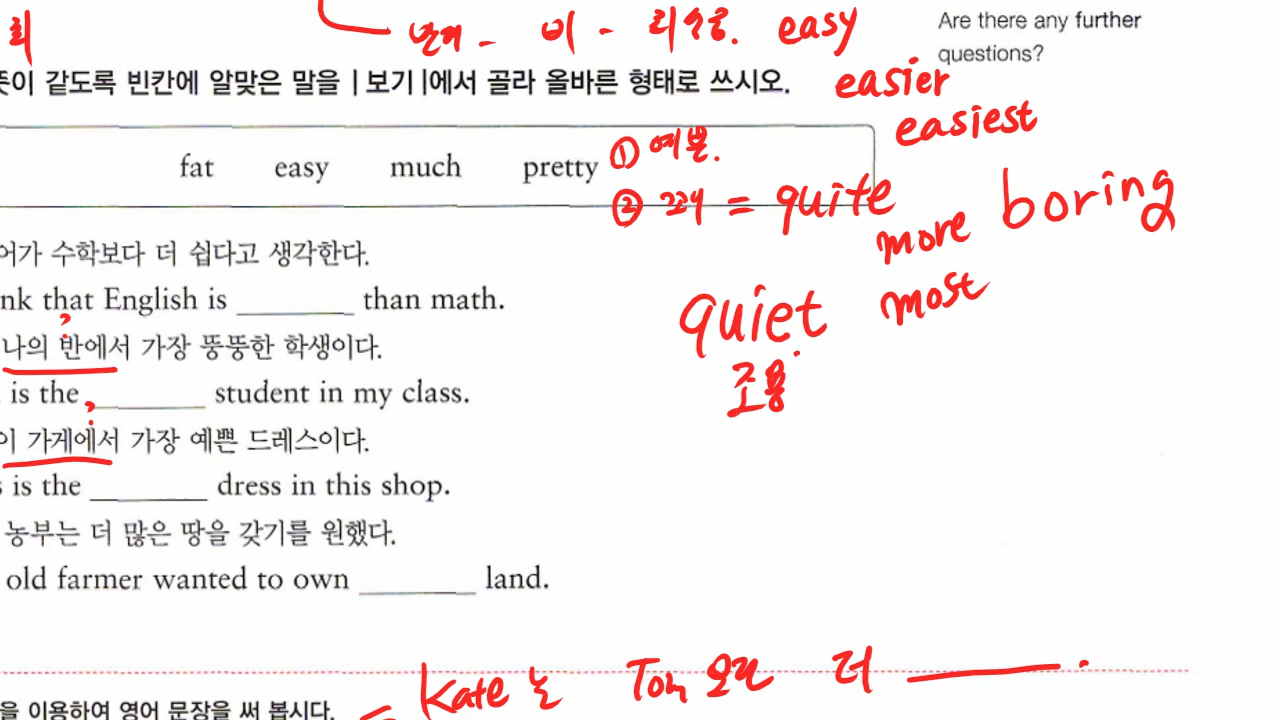 최
easy
Are there any further
questions?
뜻이 같도록 빈칸에 알맞은 말을 |보기|에서 골라 올바른 형태로 쓰시오.
easier
easiest
fat easy much pretty
① 예쁜.
② 꽤 = quite
more boring
most
어가 수학보다 더 쉽다고 생각한다.
nk that English is ________ than math.
quiet
조용
나의 반에서 가장 뚱뚱한 학생이다.
is the ________ student in my class.
이 가게에서 가장 예쁜 드레스이다.
s is the ________ dress in this shop.
농부는 더 많은 땅을 갖기를 원했다.
old farmer wanted to own ________ land.
Kate는 Tom 보다 더 ________.
을 이용하여 영어 문장을 써 봅시다.